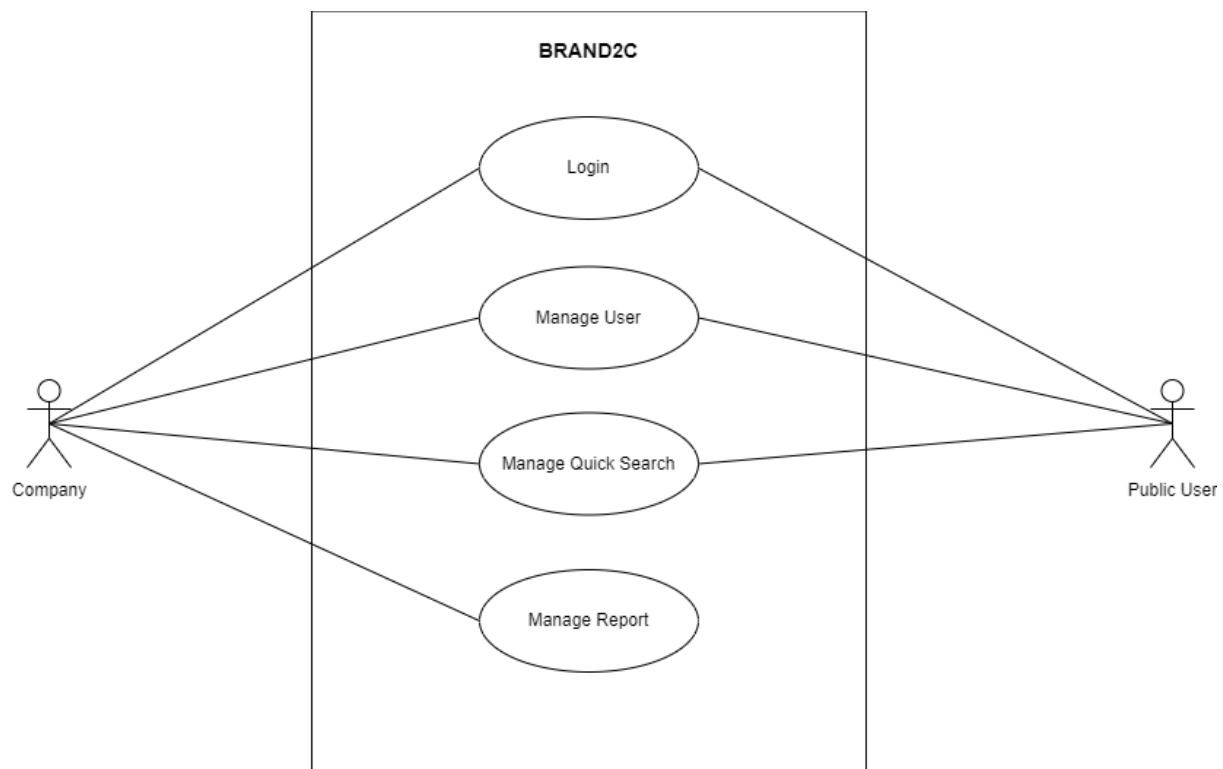 BRAND2C
Login
Manage User
Manage Quick Search
Company
Public User
Manage Report